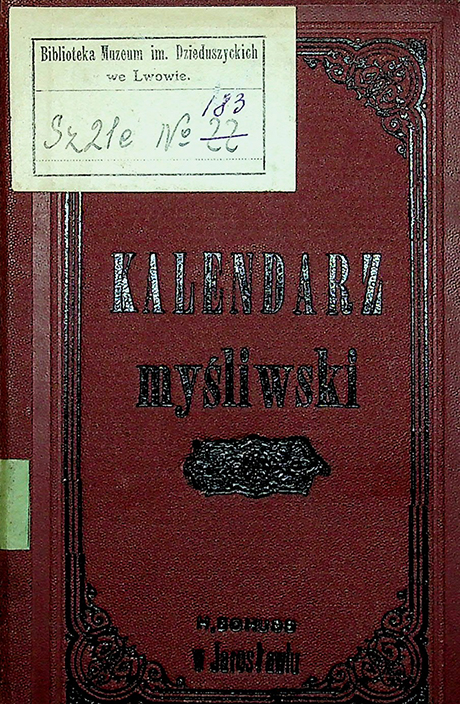 Biblioteka Muzeum im. Dzieduszyckich
we Lwowie.
183
Sz21e № 22
KALENDARZ
myśliwski
w Jarosławiu